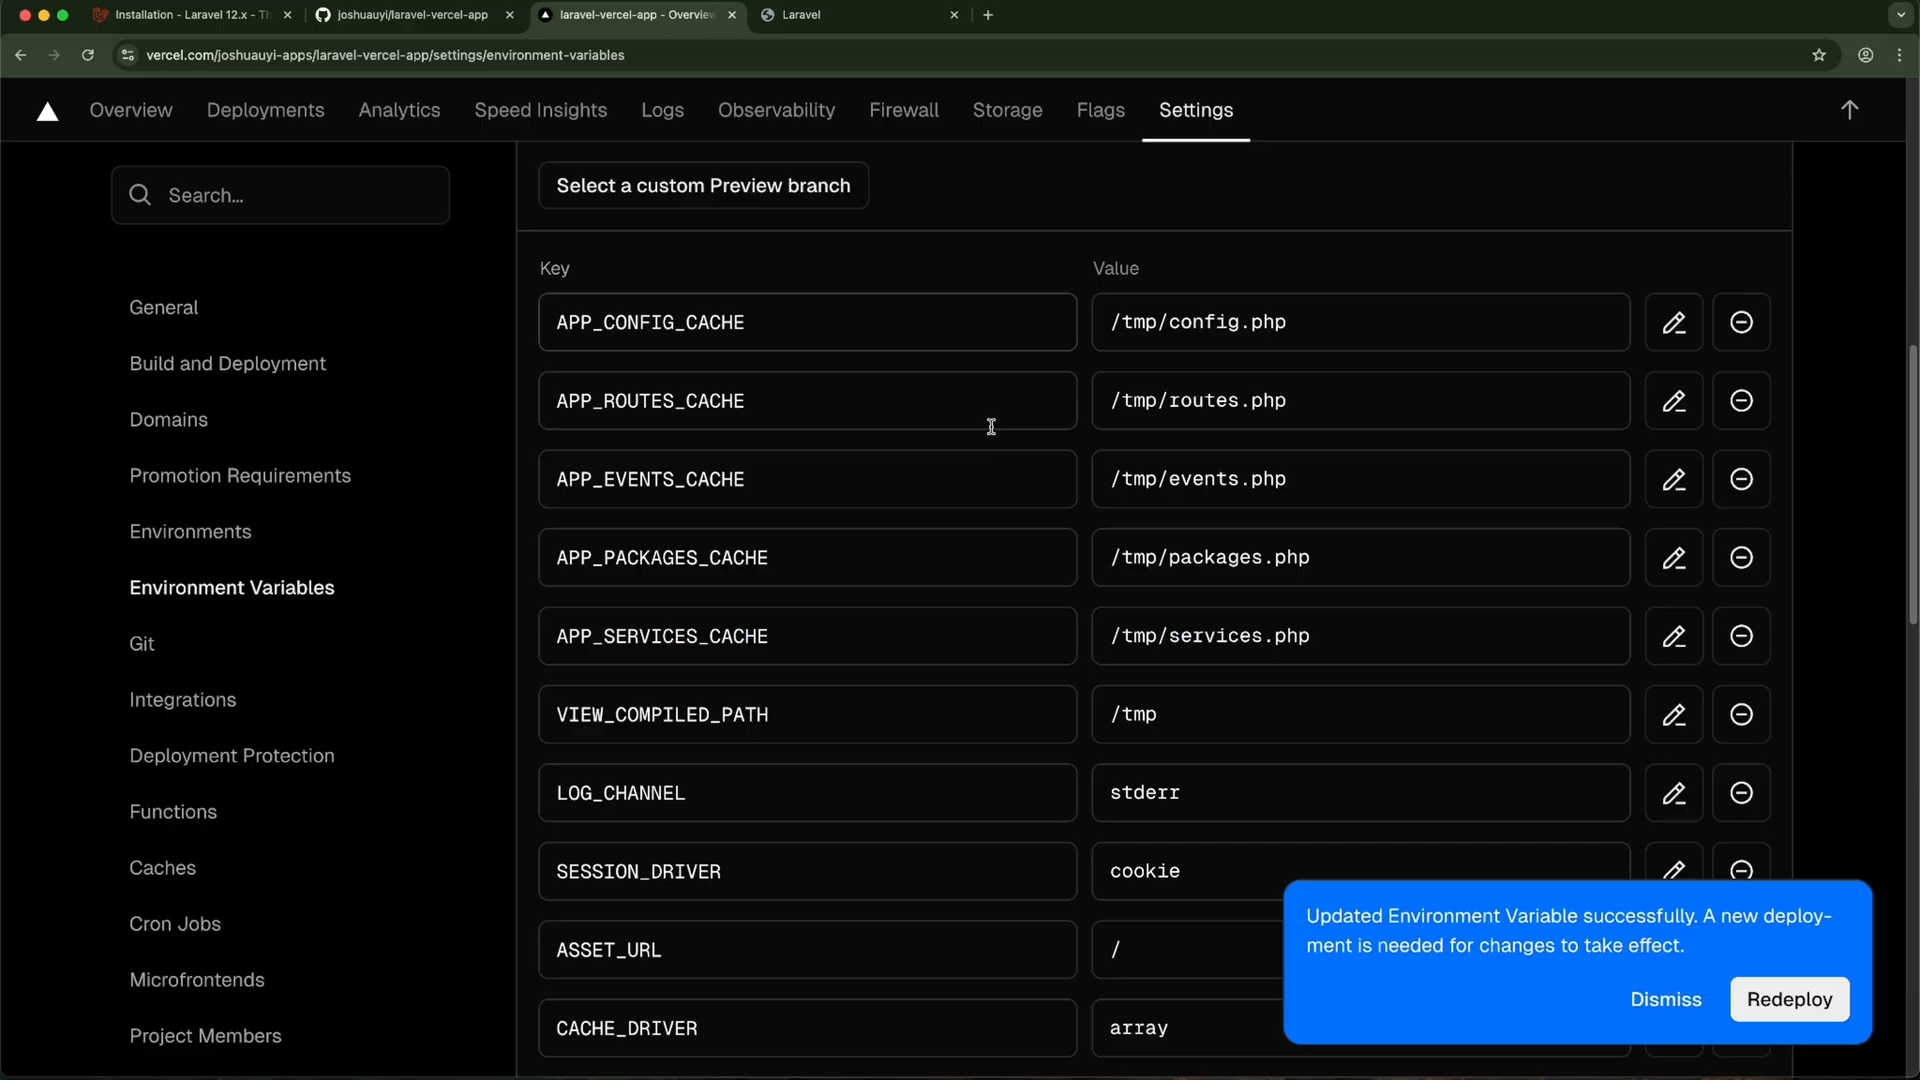 Installation - Laravel 12.x - Th
joshuauyi/laravel-vercel-app
laravel-vercel-app - Overview
Laravel
vercel.com/joshuauyi-apps/laravel-vercel-app/settings/environment-variables
Overview
Deployments
Analytics
Speed Insights
Logs
Observability
Firewall
Storage
Flags
Settings
Search...
General
Build and Deployment
Domains
Promotion Requirements
Environments
Environment Variables
Git
Integrations
Deployment Protection
Functions
Caches
Cron Jobs
Microfrontends
Project Members
Select a custom Preview branch
Key Value
APP_CONFIG_CACHE /tmp/config.php
APP_ROUTES_CACHE /tmp/routes.php
APP_EVENTS_CACHE /tmp/events.php
APP_PACKAGES_CACHE /tmp/packages.php
APP_SERVICES_CACHE /tmp/services.php
VIEW_COMPILED_PATH /tmp
LOG_CHANNEL stderr
SESSION_DRIVER cookie
ASSET_URL /
CACHE_DRIVER array
Updated Environment Variable successfully. A new deploy-
ment is needed for changes to take effect.
Dismiss Redeploy